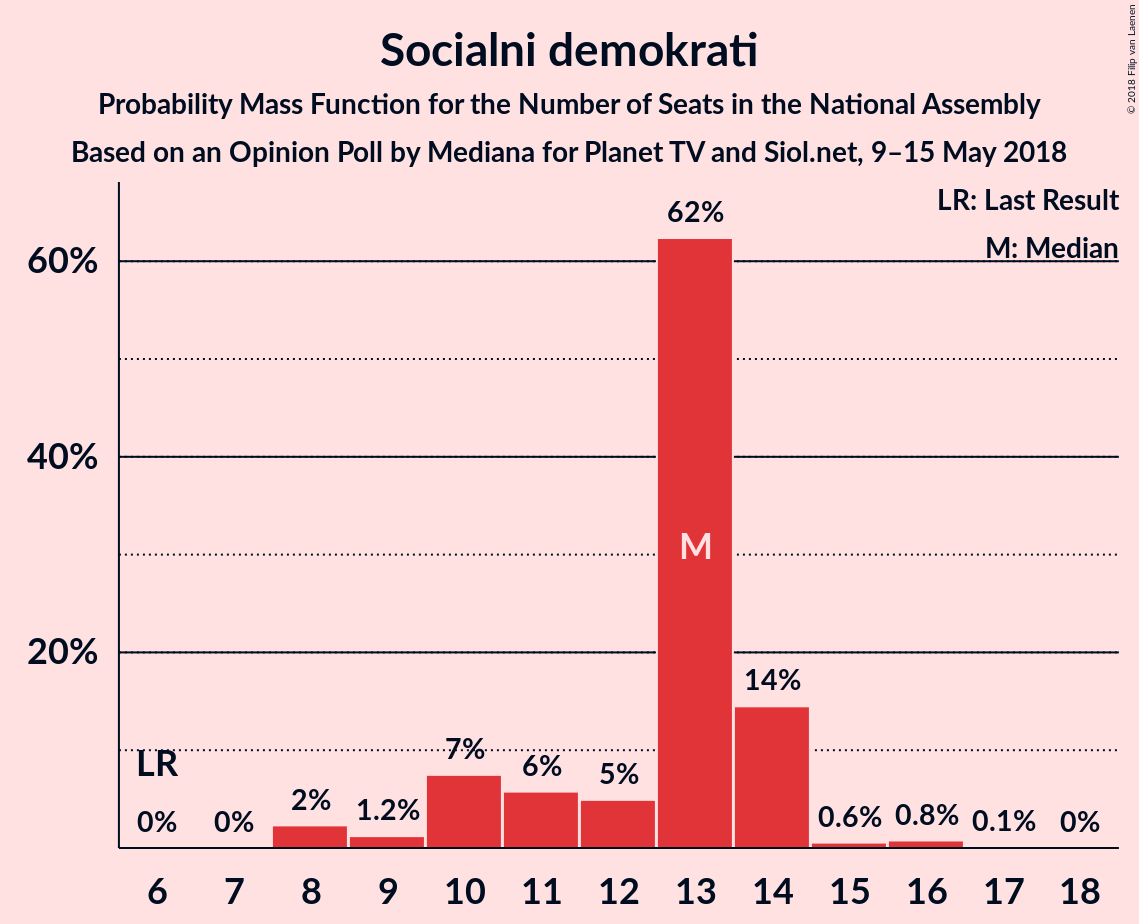 Socialni demokrati
Probability Mass Function for the Number of Seats in the National Assembly
Based on an Opinion Poll by Mediana for Planet TV and Siol.net, 9–15 May 2018
© 2018 Filip van Laenen
LR: Last Result
M: Median
60%
40%
20%
LR
0%
0%
2%
1.2%
7%
6%
5%
62%
M
14%
0.6%
0.8%
0.1%
0%
6 7 8 9 10 11 12 13 14 15 16 17 18